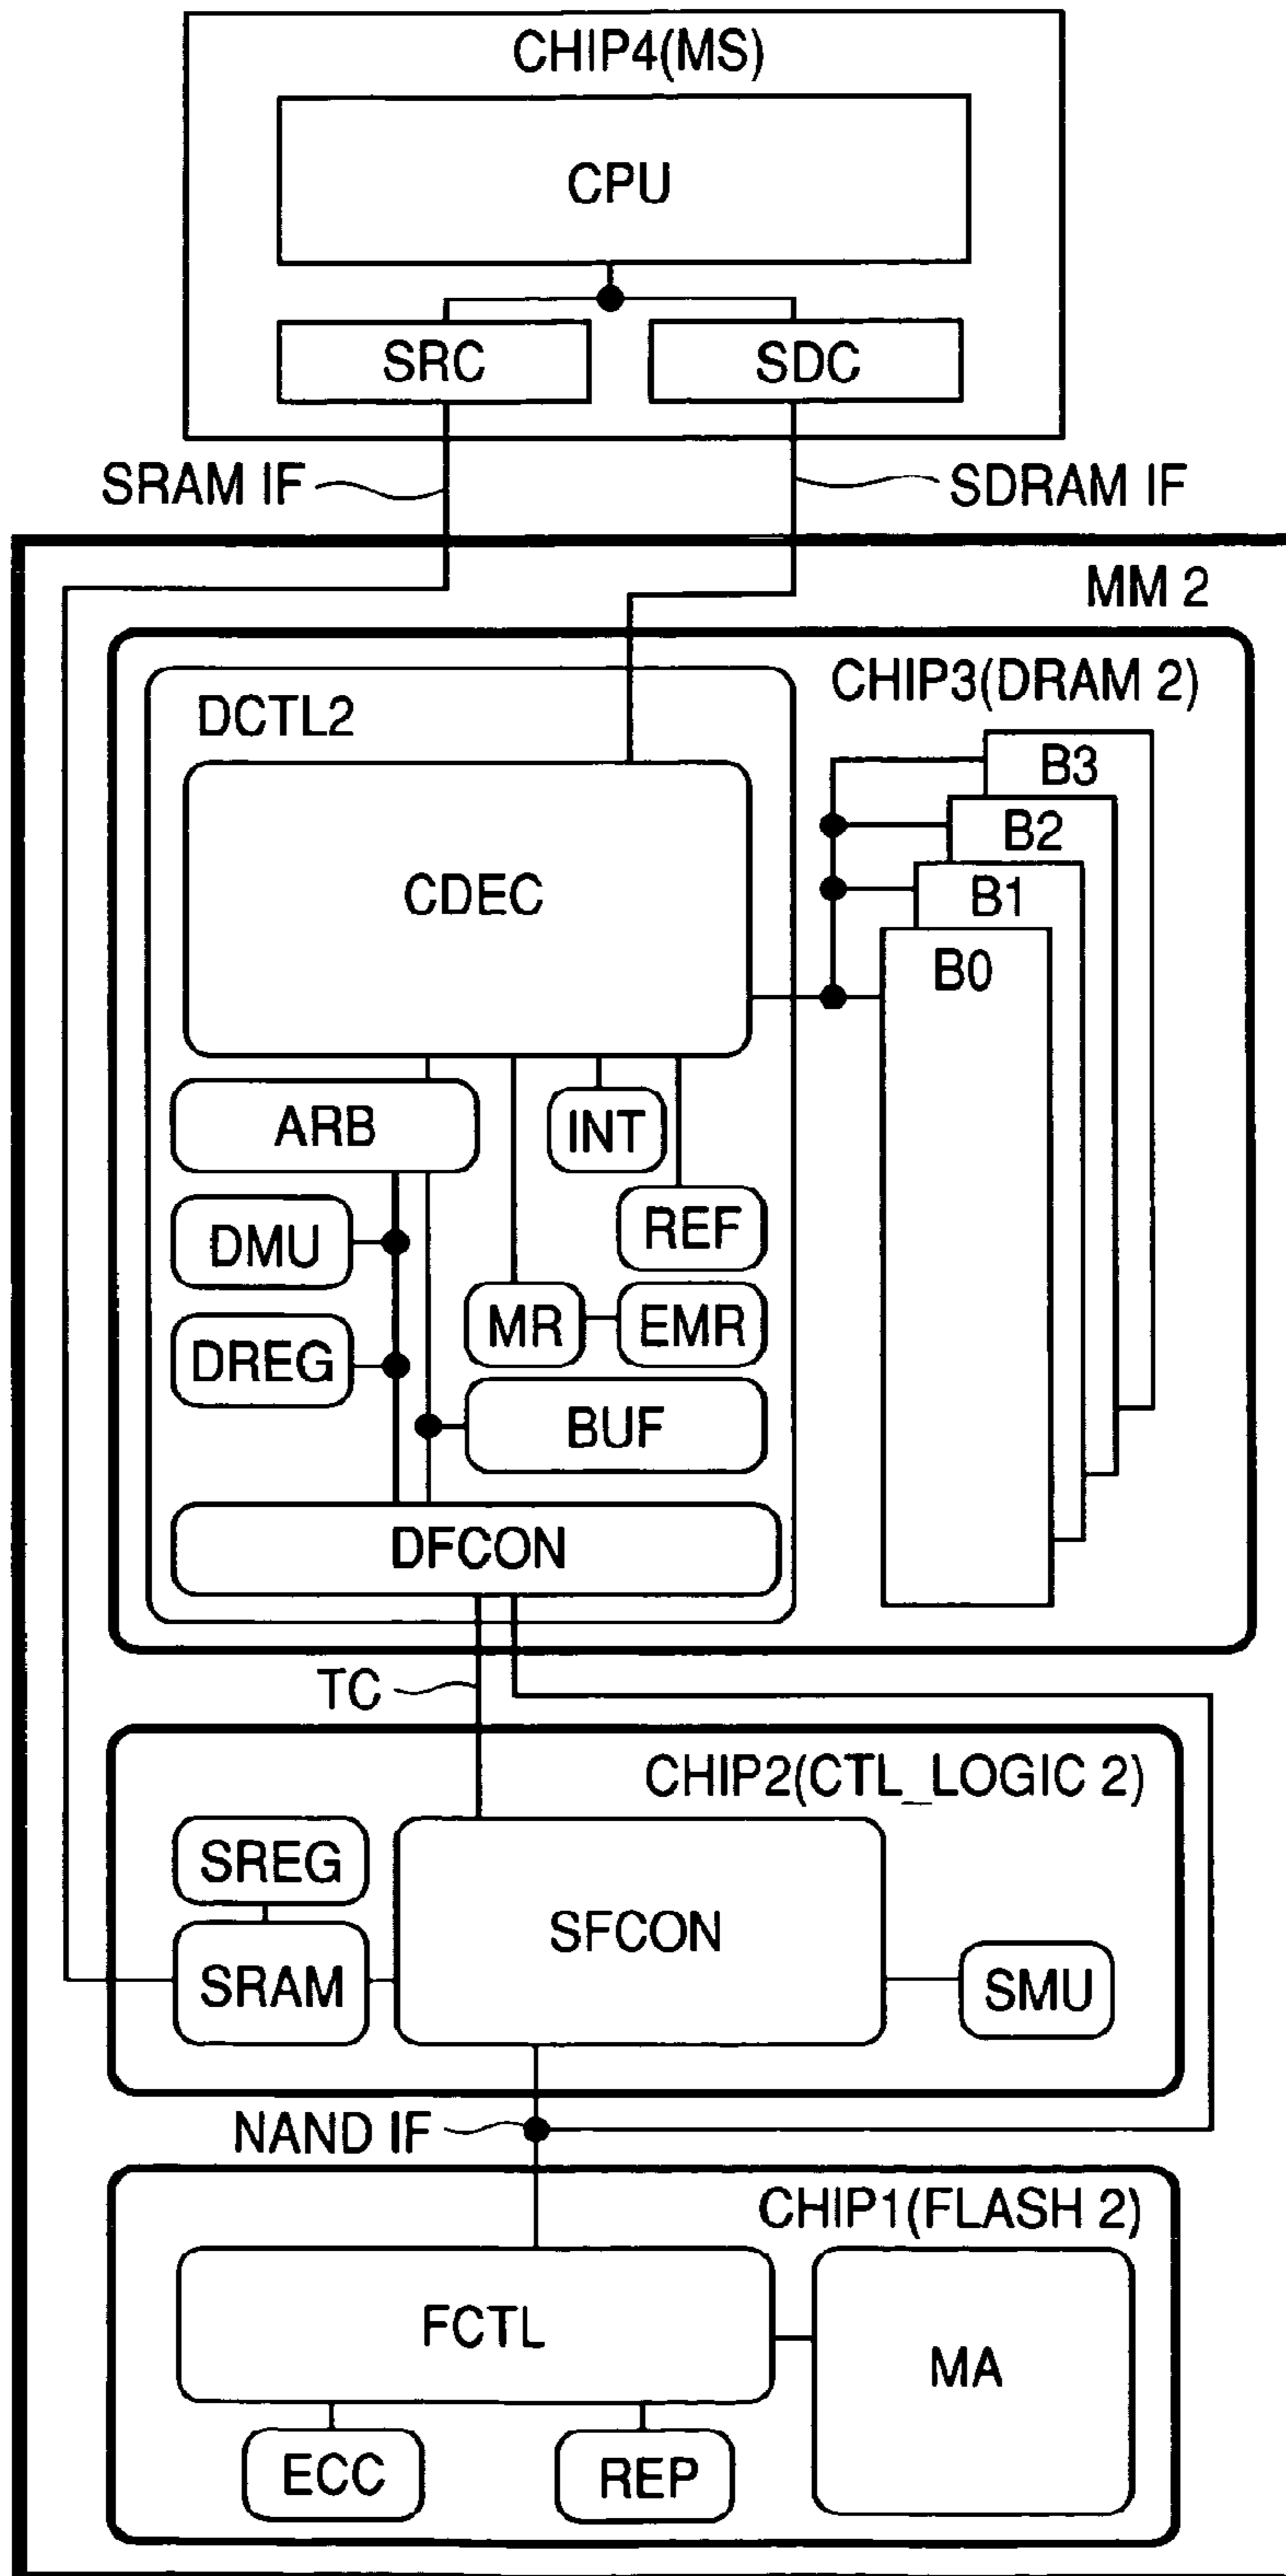 CHIP4(MS)
CPU
SRC
SDC
SRAM IF
SDRAM IF
MM 2
CHIP3(DRAM 2)
DCTL2
B3
B2
CDEC
B1
B0
ARB
INT
DMU
REF
MR
EMR
DREG
BUF
DFCON
TC
CHIP2(CTL_LOGIC 2)
SREG
SFCON
SRAM
SMU
NAND IF
CHIP1(FLASH 2)
FCTL
MA
ECC
REP